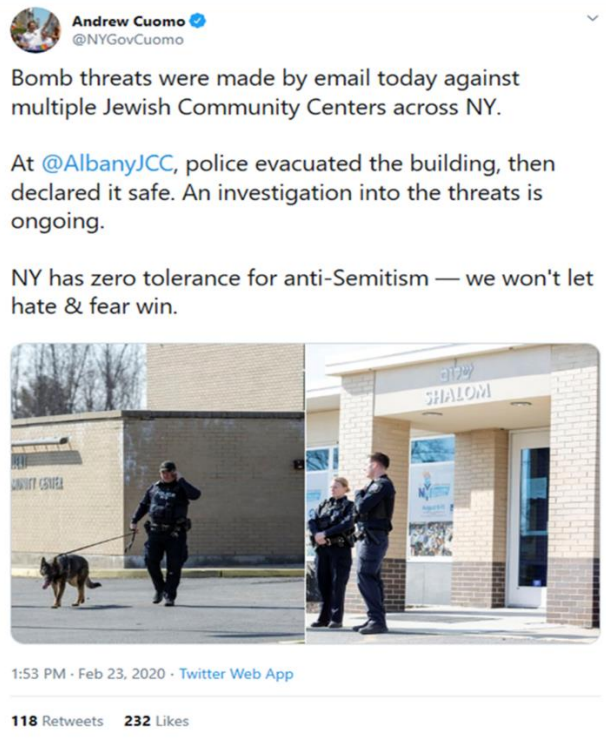 Andrew Cuomo
@NYGovCuomo
Bomb threats were made by email today against
multiple Jewish Community Centers across NY.
At @AlbanyJCC, police evacuated the building, then
declared it safe. An investigation into the threats is
ongoing.
NY has zero tolerance for anti-Semitism — we won't let
hate & fear win.
CENTER
שלום
SHALOM
1:53 PM · Feb 23, 2020 · Twitter Web App
118 Retweets 232 Likes